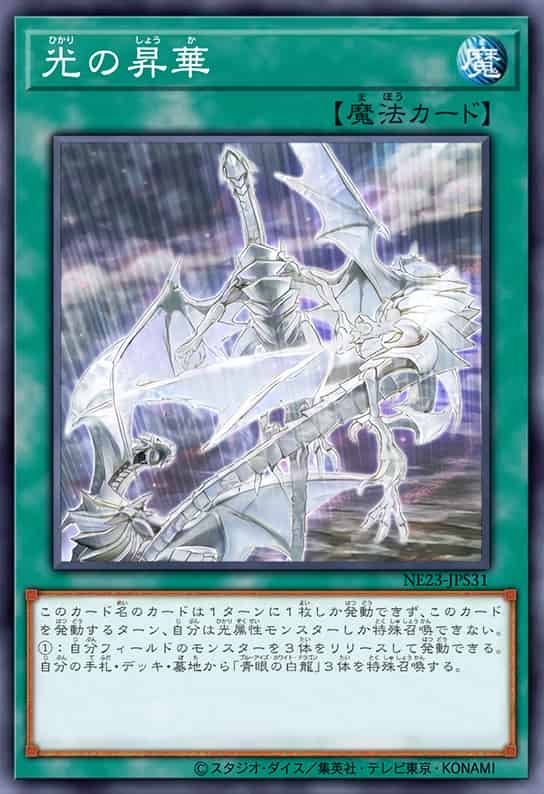 光の昇華
魔
【魔法カード】
NE23-JPS31
このカード名のカードは１ターンに１枚しか発動できず、このカード
を発動するターン、自分は光属性モンスターしか特殊召喚できない。
①：自分フィールドのモンスターを３体をリリースして発動できる。
自分の手札・デッキ・墓地から「青眼の白龍」３体を特殊召喚する。
©スタジオ・ダイス／集英社・テレビ東京・KONAMI